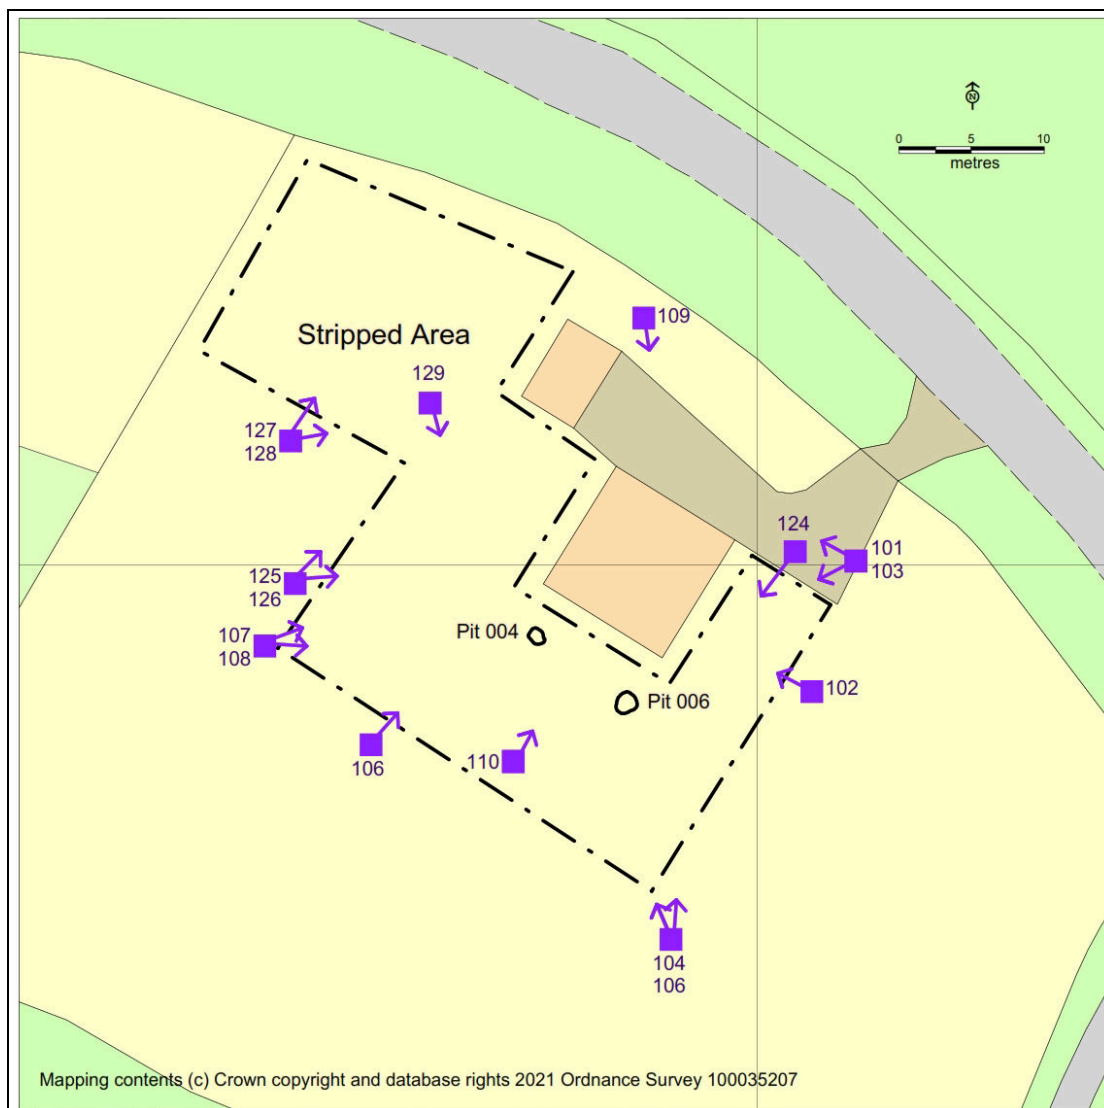 N
0 5 10
metres
109
Stripped Area
129
127
128
124
101
103
125
126
Pit 004
107
108
102
Pit 006
110
106
104
106
Mapping contents (c) Crown copyright and database rights 2021 Ordnance Survey 100035207